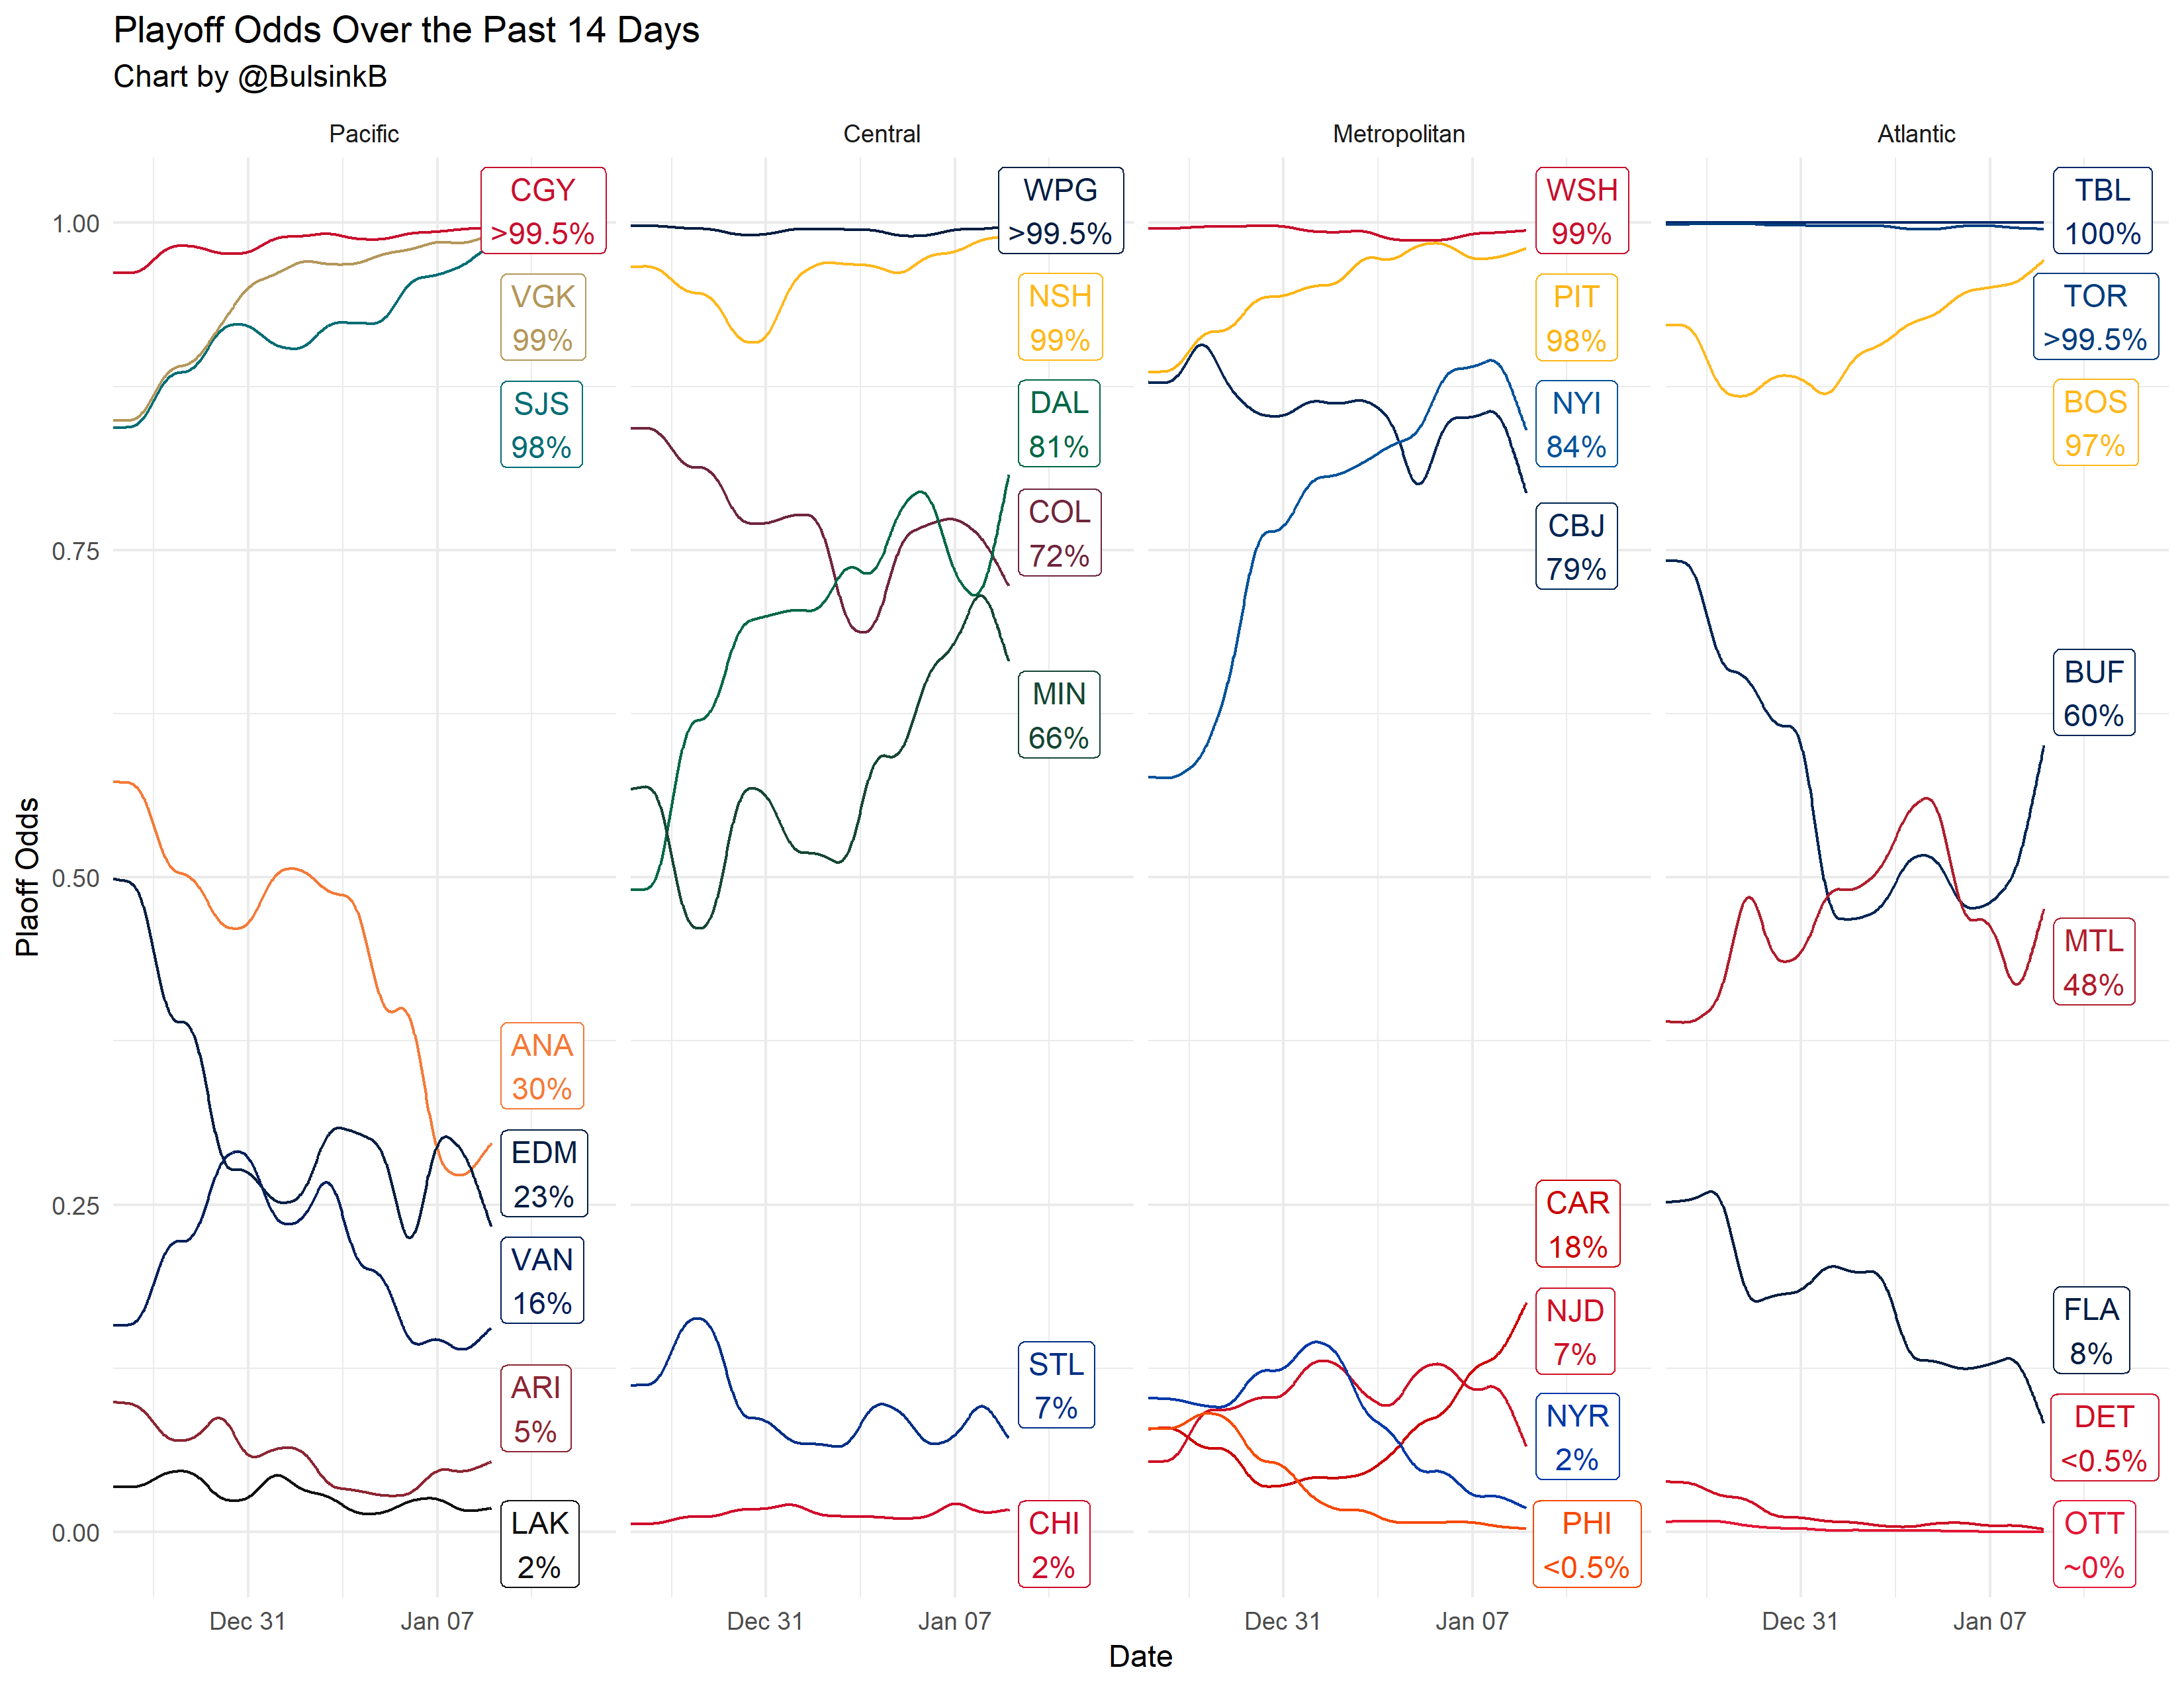 Playoff Odds Over the Past 14 Days
Chart by @BulsinkB
Pacific
Central
Metropolitan
Atlantic
Plaoff Odds
1.00
0.75
0.50
0.25
0.00
CGY
>99.5%
VGK
99%
SJS
98%
ANA
30%
EDM
23%
VAN
16%
ARI
5%
LAK
2%
WPG
>99.5%
NSH
99%
DAL
81%
COL
72%
MIN
66%
STL
7%
CHI
2%
WSH
99%
PIT
98%
NYI
84%
CBJ
79%
CAR
18%
NJD
7%
NYR
2%
PHI
<0.5%
TBL
100%
TOR
>99.5%
BOS
97%
BUF
60%
MTL
48%
FLA
8%
DET
<0.5%
OTT
~0%
Dec 31
Jan 07
Dec 31
Jan 07
Dec 31
Jan 07
Dec 31
Jan 07
Date